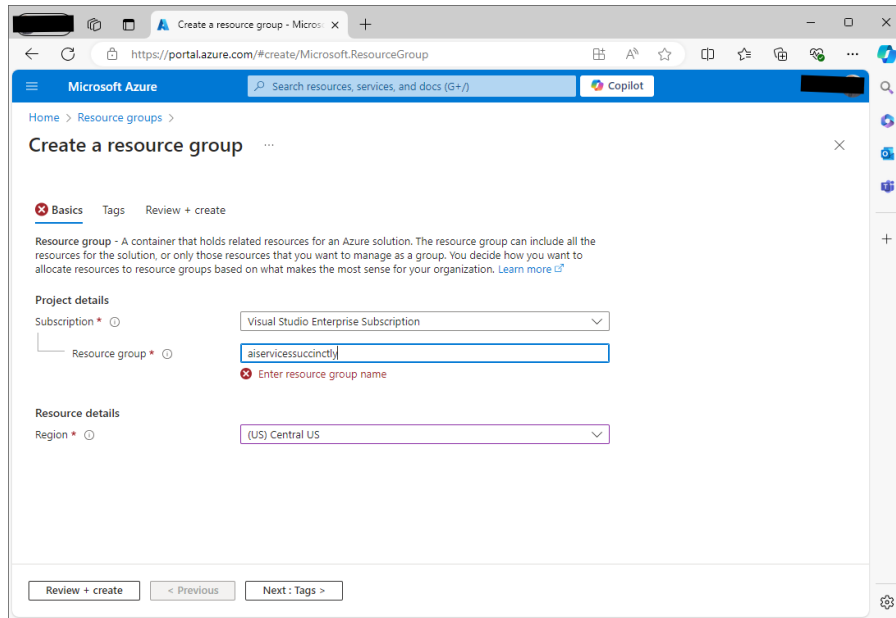 Create a resource group - Micros
https://portal.azure.com/#create/Microsoft.ResourceGroup
Microsoft Azure
Search resources, services, and docs (G+/)
Copilot
Home > Resource groups >
Create a resource group ...
Basics Tags Review + create
Resource group - A container that holds related resources for an Azure solution. The resource group can include all the
resources for the solution, or only those resources that you want to manage as a group. You decide how you want to
allocate resources to resource groups based on what makes the most sense for your organization. Learn more
Project details
Subscription * Visual Studio Enterprise Subscription
Resource group * aiservicessuccinctly
Enter resource group name
Resource details
Region * (US) Central US
Review + create < Previous Next : Tags >